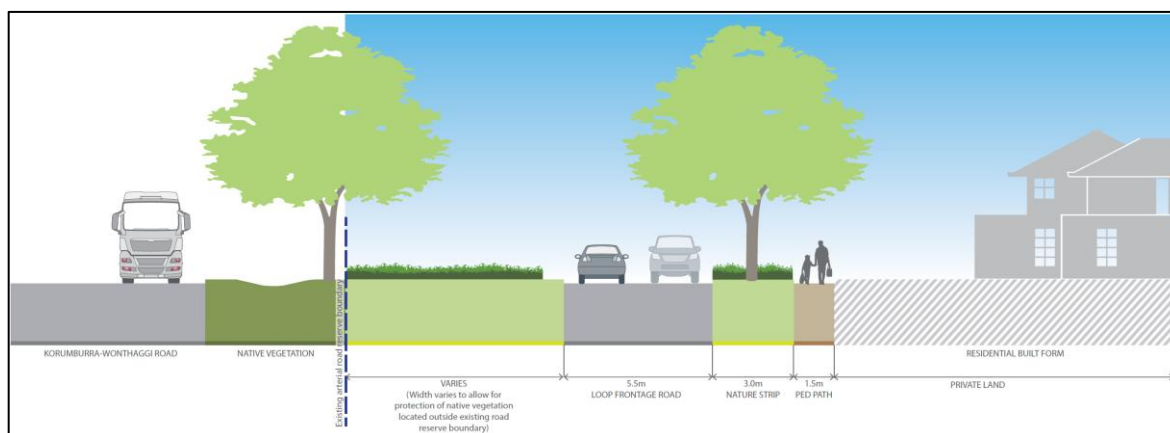 KORUMBURRA-WONTHAGGI ROAD
NATIVE VEGETATION
Existing arterial road reserve boundary
VARIES
(Width varies to allow for
protection of native vegetation
located outside existing road
reserve boundary)
5.5m
LOOP FRONTAGE ROAD
3.0m
NATURE STRIP
1.5m
PED PATH
RESIDENTIAL BUILT FORM
PRIVATE LAND